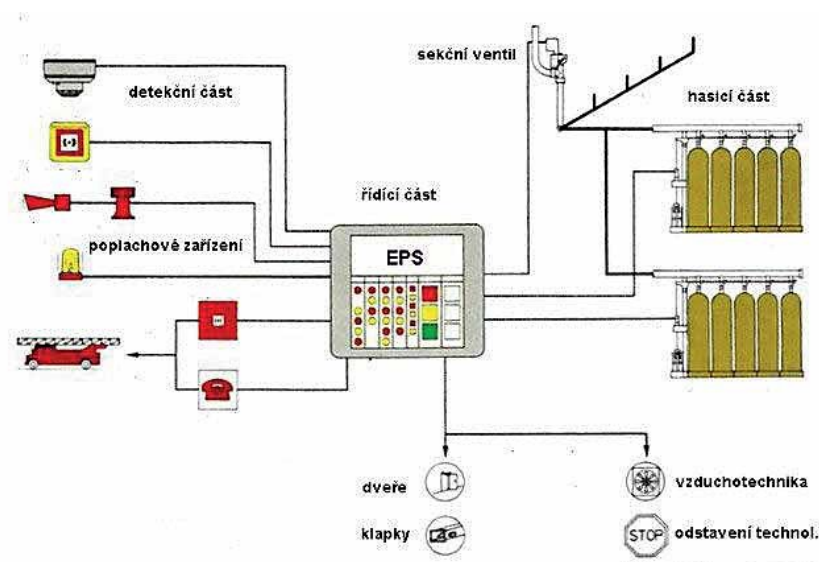 sekční ventil
detekční část
hasicí část
řídící část
poplachové zařízení
EPS
dveře
vzduchotechnika
klapky
STOP
odstavení technol.